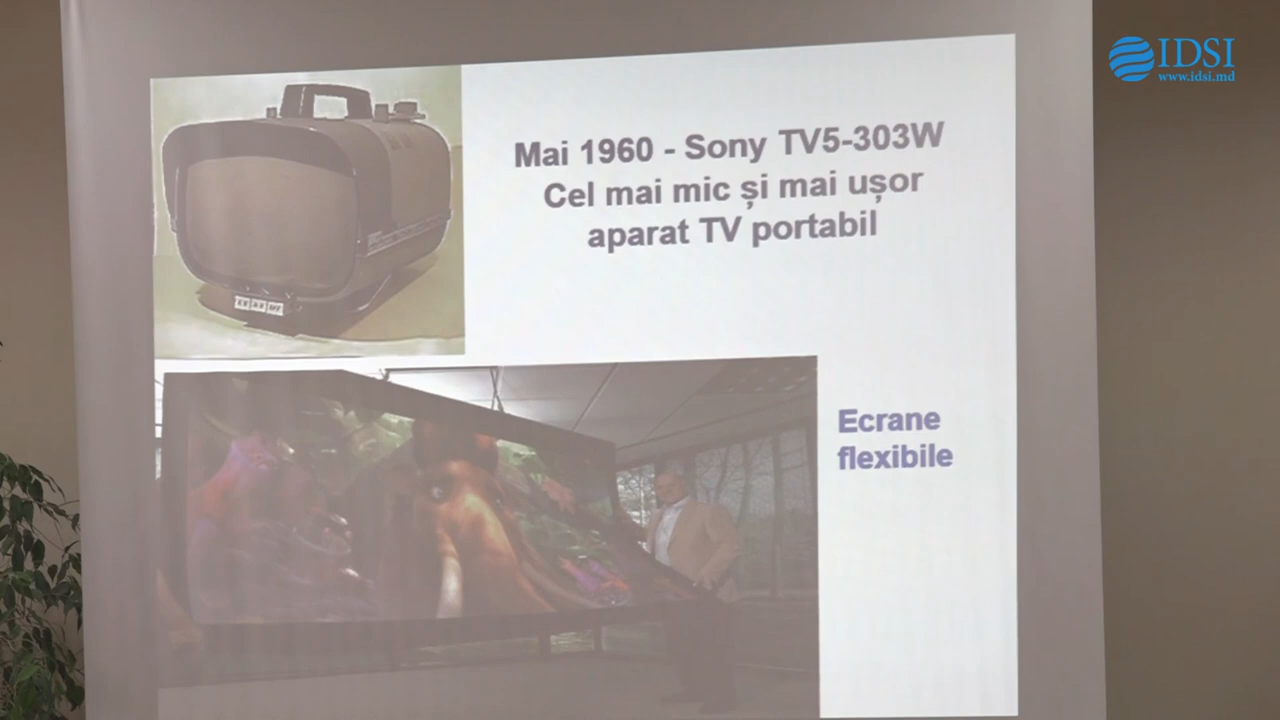 IDSI
www.idsi.md
Mai 1960 - Sony TV5-303W
Cel mai mic și mai ușor
aparat TV portabil
Ecrane
flexibile